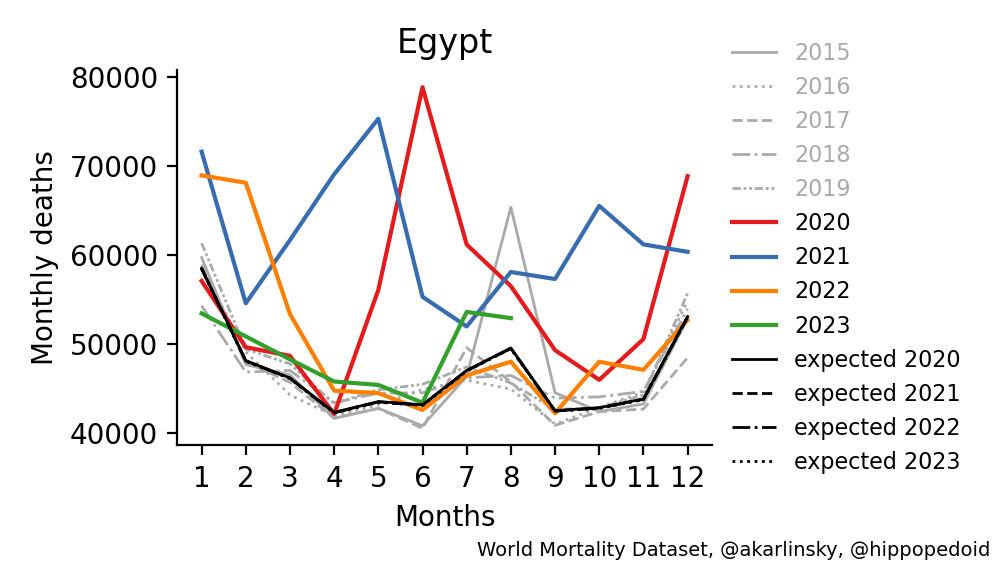 Egypt
80000
70000
60000
50000
40000
Monthly deaths
1 2 3 4 5 6 7 8 9 10 11 12
Months
2015
2016
2017
2018
2019
2020
2021
2022
2023
expected 2020
expected 2021
expected 2022
expected 2023
World Mortality Dataset, @akarlinsky, @hippopedoid